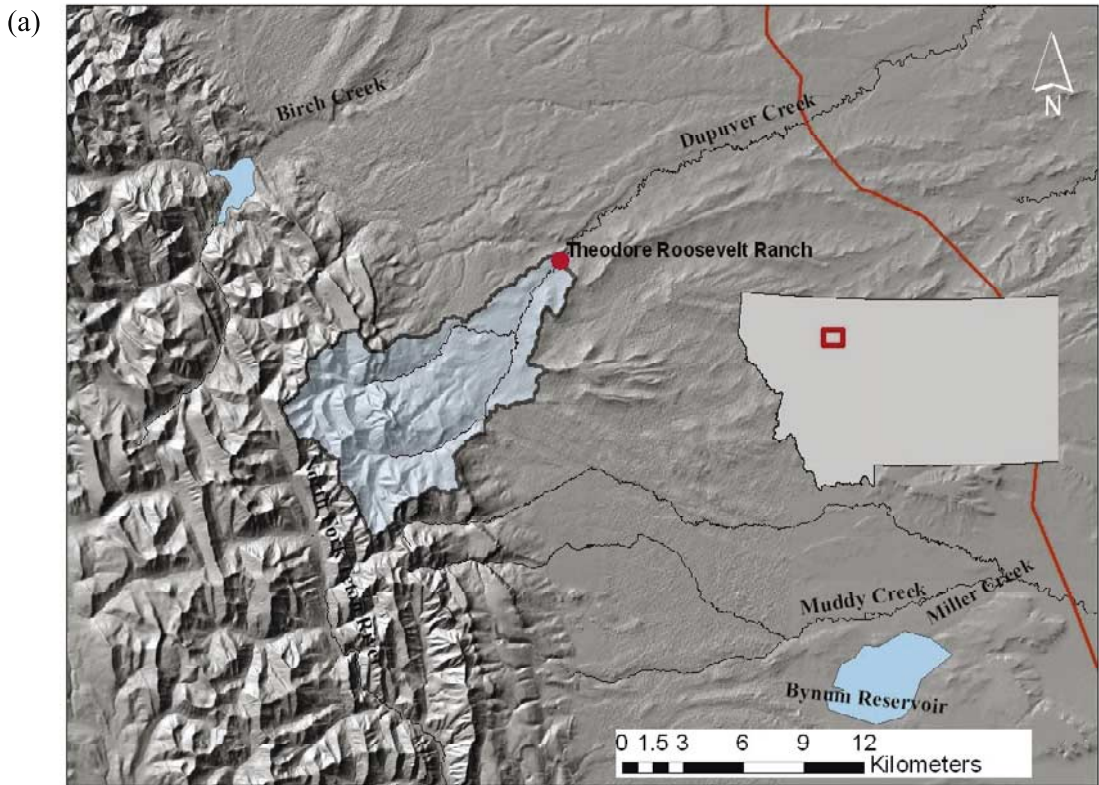 (a)
Birch Creek
Dupuyer Creek
N
Theodore Roosevelt Ranch
Muddy Creek
Miller Creek
Bynum Reservoir
0 1.5 3 6 9 12
Kilometers